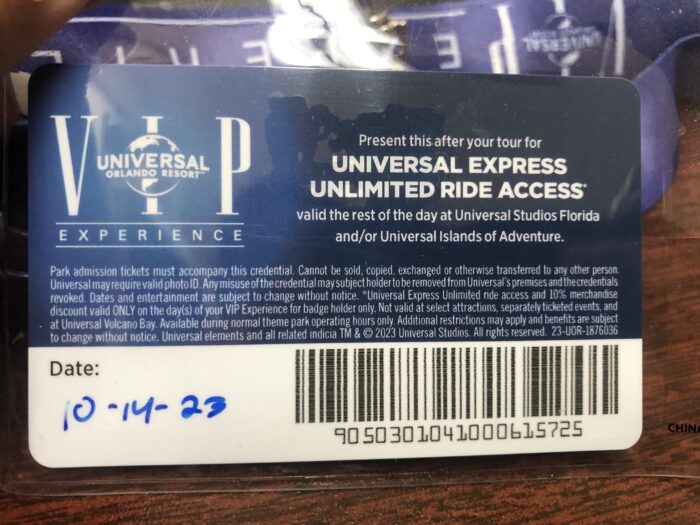 UNIVERSAL
VIP
UNIVERSAL
ORLANDO RESORT™
EXPERIENCE
Present this after your tour for
UNIVERSAL EXPRESS
UNLIMITED RIDE ACCESS*
valid the rest of the day at Universal Studios Florida
and/or Universal Islands of Adventure.
Park admission tickets must accompany this credential. Cannot be sold, copied, exchanged or otherwise transferred to any other person.
Universal may require valid photo ID. Any misuse of the credential may subject holder to be removed from Universal's premises and the credentials
revoked. Dates and entertainment are subject to change without notice. *Universal Express Unlimited ride access and 10% merchandise
discount valid ONLY on the day(s) of your VIP Experience for badge holder only. Not valid at select attractions, separately ticketed events, and
at Universal Volcano Bay. Available during normal theme park operating hours only. Additional restrictions may apply and benefits are subject
to change without notice. Universal elements and all related indicia TM & © 2023 Universal Studios. All rights reserved. 23-UOR-1876036
Date:
10-14-23
9050301041000615725
CHINA